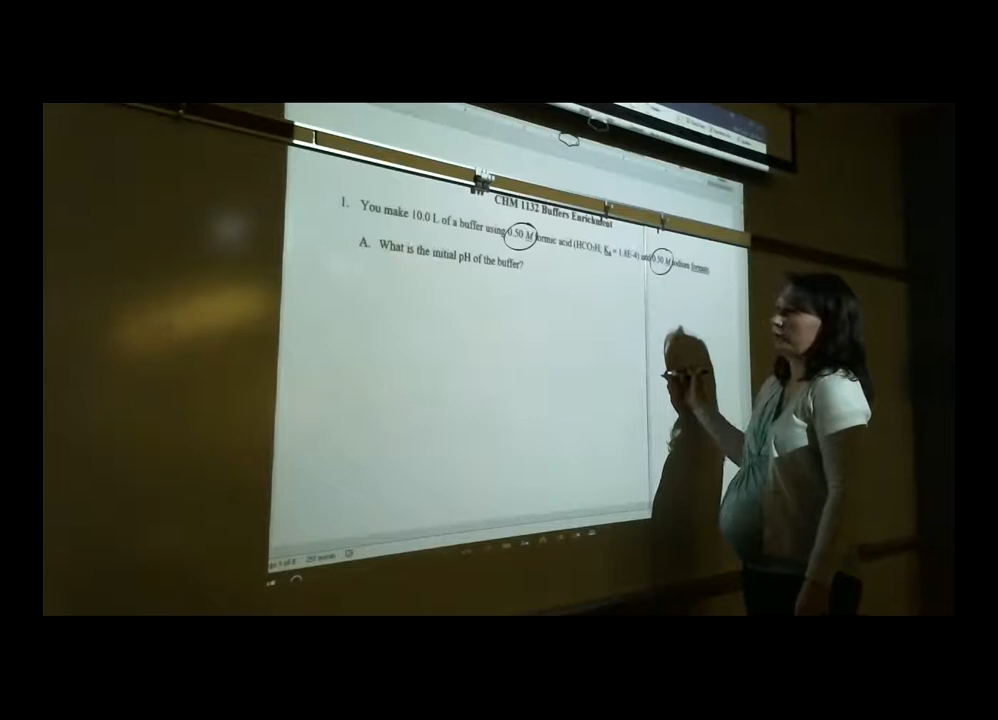 CHM 1132 Buffers Enrichment
1. You make 10.0 L of a buffer using 0.50 M formic acid (HCO₂H; Ka = 1.8E-4) and 0.50 M sodium formate
A. What is the initial pH of the buffer?